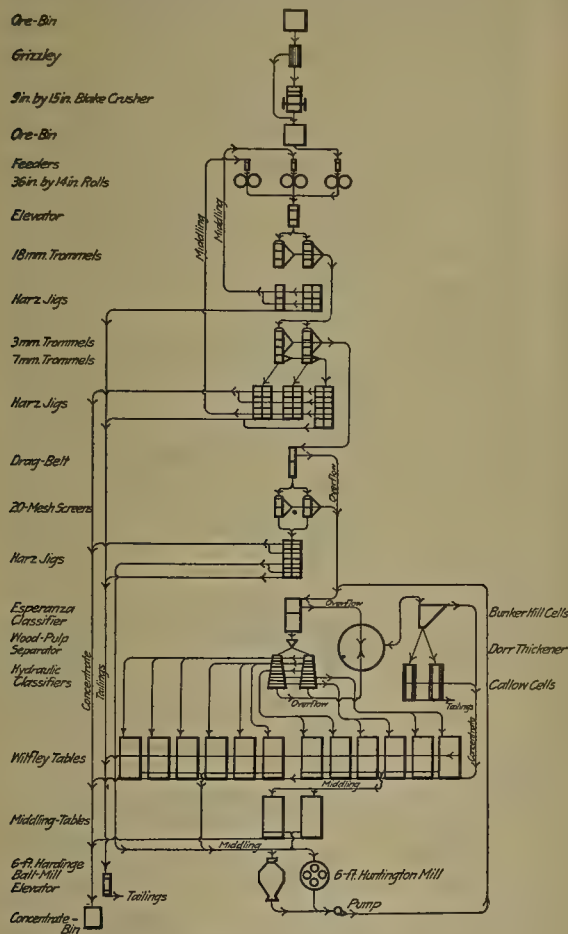 Ore-Bin
Grizzley
9in. by 15in. Blake Crusher
Ore-Bin
Feeders
36in. by 14in. Rolls
Middling
Middling
Elevator
18mm. Trommels
Harz Jigs
3mm. Trommels
7mm. Trommels
Harz Jigs
Drag-Belt
Overflow
20-Mesh Screens
Harz Jigs
Esperanza
Classifier
Overflow
Bunker Hill Cells
Wood-Pulp
Separator
Dorr Thickener
Hydraulic
Classifiers
Overflow
Callow Cells
Tailings
Concentrate
Tailings
Concentrate
Wilfley Tables
Middling
Middling-Tables
Middling
6-ft. Hardinge
Ball-Mill
Elevator
6-ft. Huntington Mill
Tailings
Pump
Concentrate-
Bin